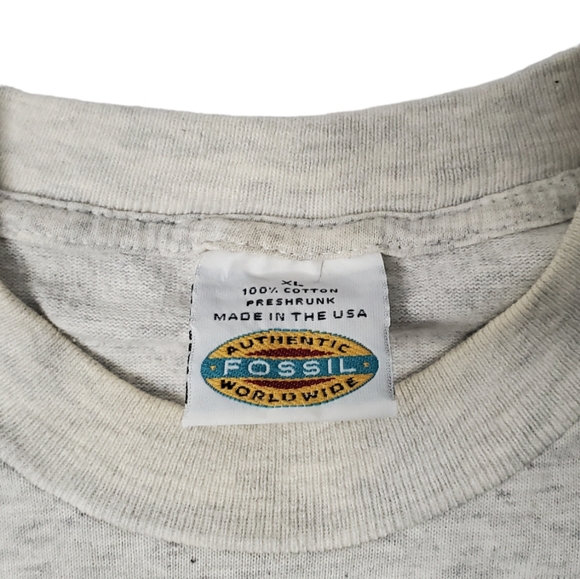 XL
100% COTTON
PRESHRUNK
MADE IN THE USA
AUTHENTIC
FOSSIL
WORLDWIDE